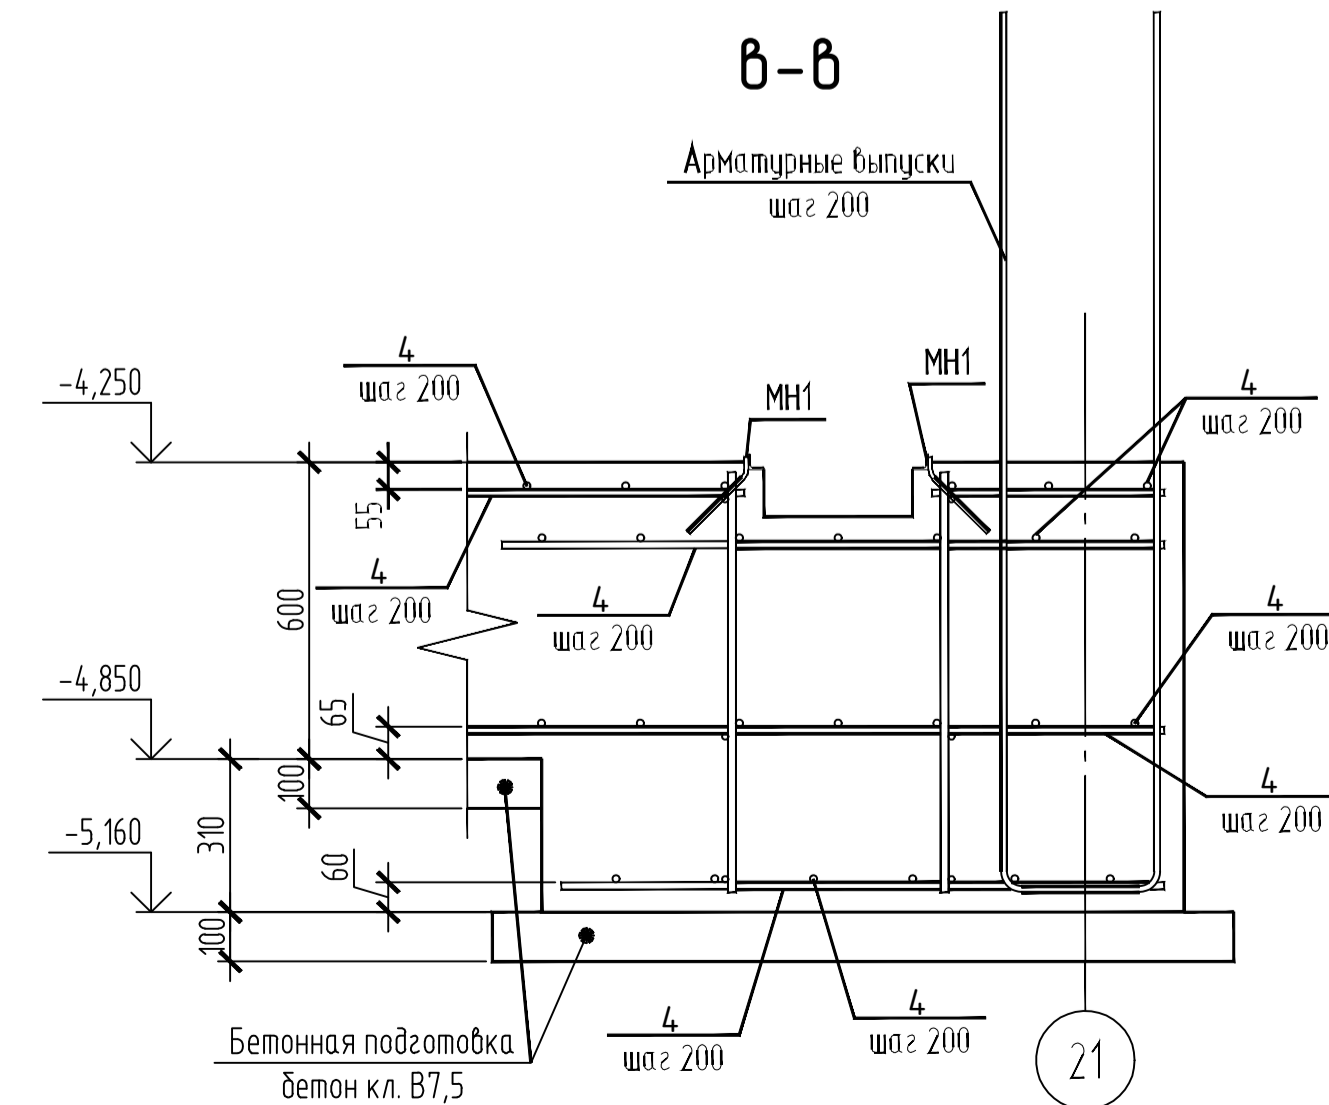 в-в
Арматурные выпуски
шаг 200
4
шаг 200
МН1
МН1
4
шаг 200
-4,250
55
4
шаг 200
4
шаг 200
4
шаг 200
600
-4,850
65
100
4
шаг 200
310
-5,160
60
100
4
шаг 200
4
шаг 200
Бетонная подготовка
бетон кл. В7,5
21